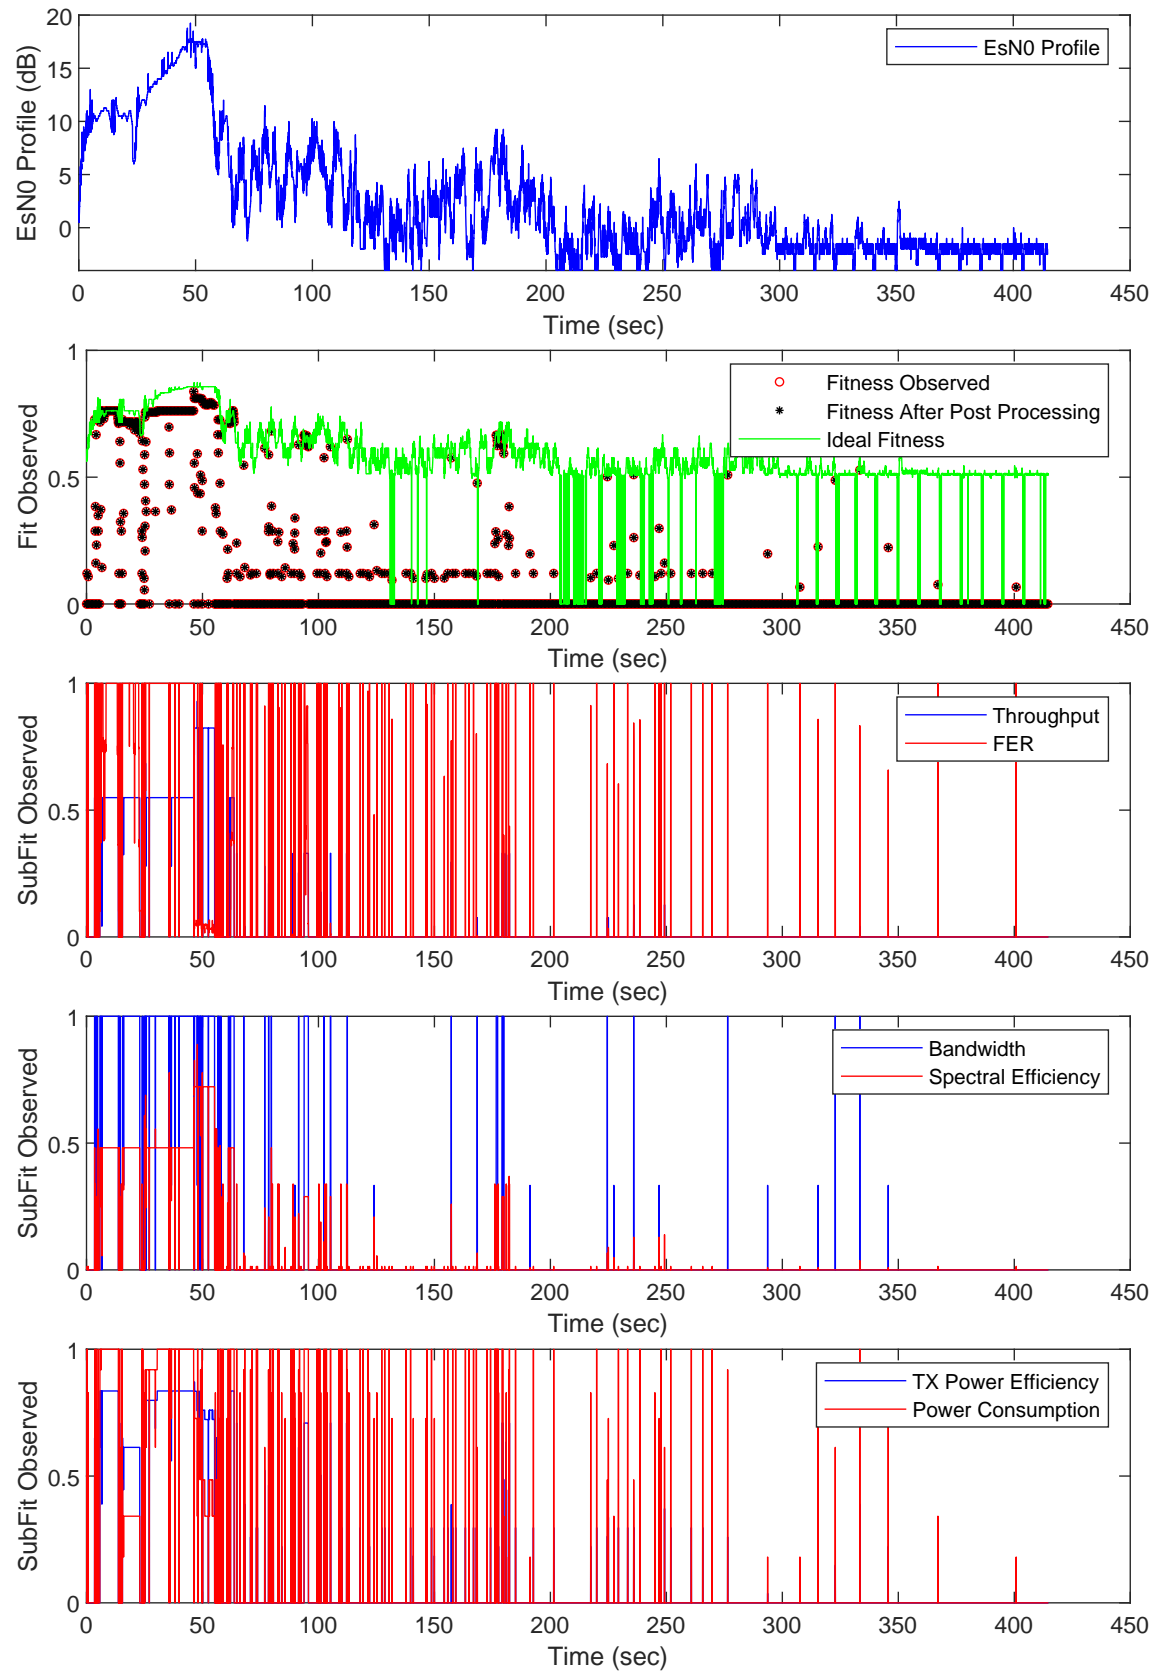 20
15
10
5
0
EsN0 Profile (dB)
EsN0 Profile
0 50 100 150 200 250 300 350 400 450
Time (sec)
1
0.5
0
Fit Observed
Fitness Observed
Fitness After Post Processing
Ideal Fitness
0 50 100 150 200 250 300 350 400 450
Time (sec)
1
0.5
0
SubFit Observed
Throughput
FER
0 50 100 150 200 250 300 350 400 450
Time (sec)
1
0.5
0
SubFit Observed
Bandwidth
Spectral Efficiency
0 50 100 150 200 250 300 350 400 450
Time (sec)
1
0.5
0
SubFit Observed
TX Power Efficiency
Power Consumption
0 50 100 150 200 250 300 350 400 450
Time (sec)